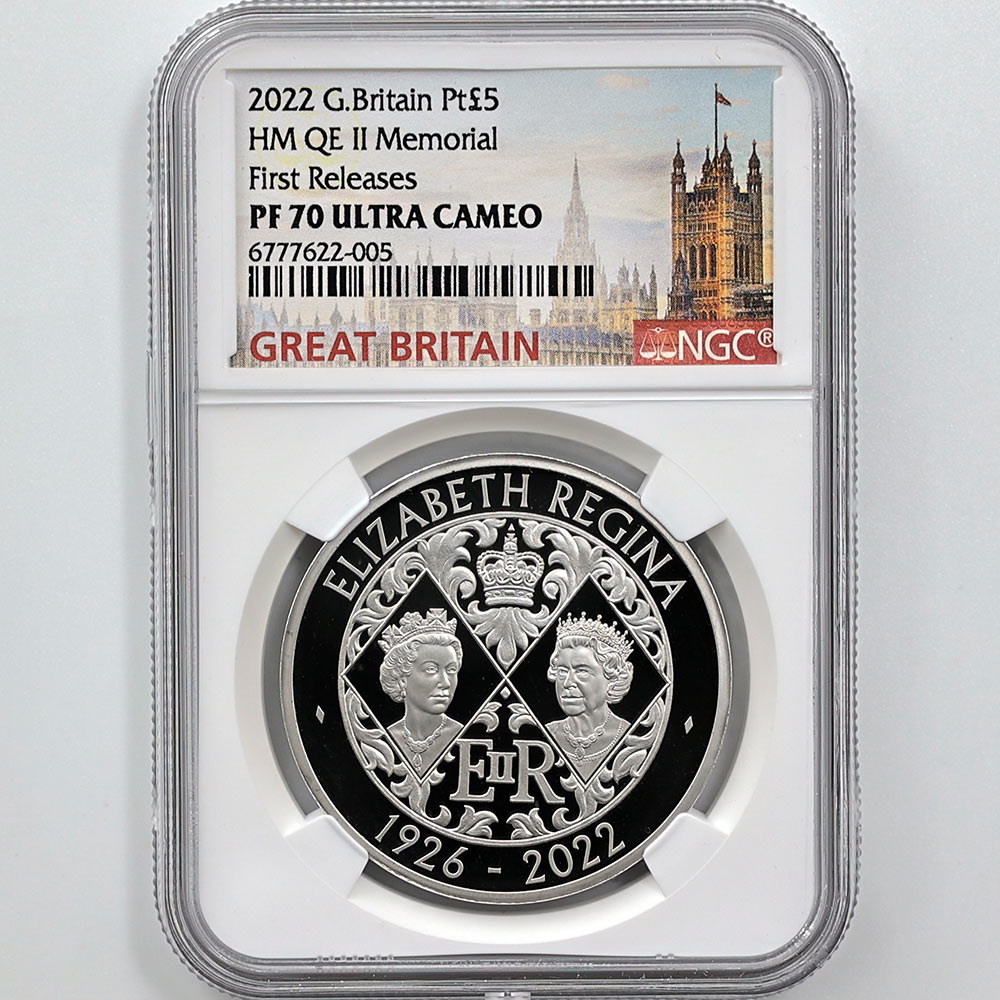 2022 G.Britain Pt£5
HM QE II Memorial
First Releases
PF 70 ULTRA CAMEO
6777622-005
GREAT BRITAIN
NGC®
ELIZABETH REGINA
EIIR
1926 - 2022